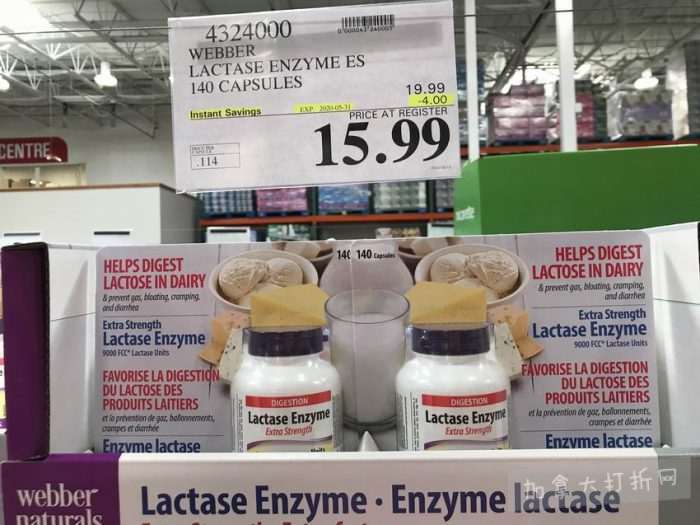 4324000
WEBBER
LACTASE ENZYME ES
140 CAPSULES
19.99
-4.00
Instant Savings
EXP 2020-05-31
PRICE AT REGISTER
15.99
.114
CENTRE
HELPS DIGEST
LACTOSE IN DAIRY
& prevent gas, bloating, cramping,
and diarrhea
Extra Strength
Lactase Enzyme
9000 FCC* Lactase Units
FAVORISE LA DIGESTION
DU LACTOSE DES
PRODUITS LAITIERS
et la prévention de gaz, ballonnements,
crampes et diarrhée
Enzyme lactase
140
140 Capsules
HELPS DIGEST
LACTOSE IN DAIRY
& prevent gas, bloating, cramping,
and diarrhea
Extra Strength
Lactase Enzyme
9000 FCC* Lactase Units
FAVORISE LA DIGESTION
DU LACTOSE DES
PRODUITS LAITIERS
et la prévention de gaz, ballonnements,
crampes et diarrhée
Enzyme lactase
DIGESTION
Lactase Enzyme
Extra Strength
DIGESTION
Lactase Enzyme
Extra Strength
webber
naturals
Lactase Enzyme · Enzyme lactase
加拿大打折网